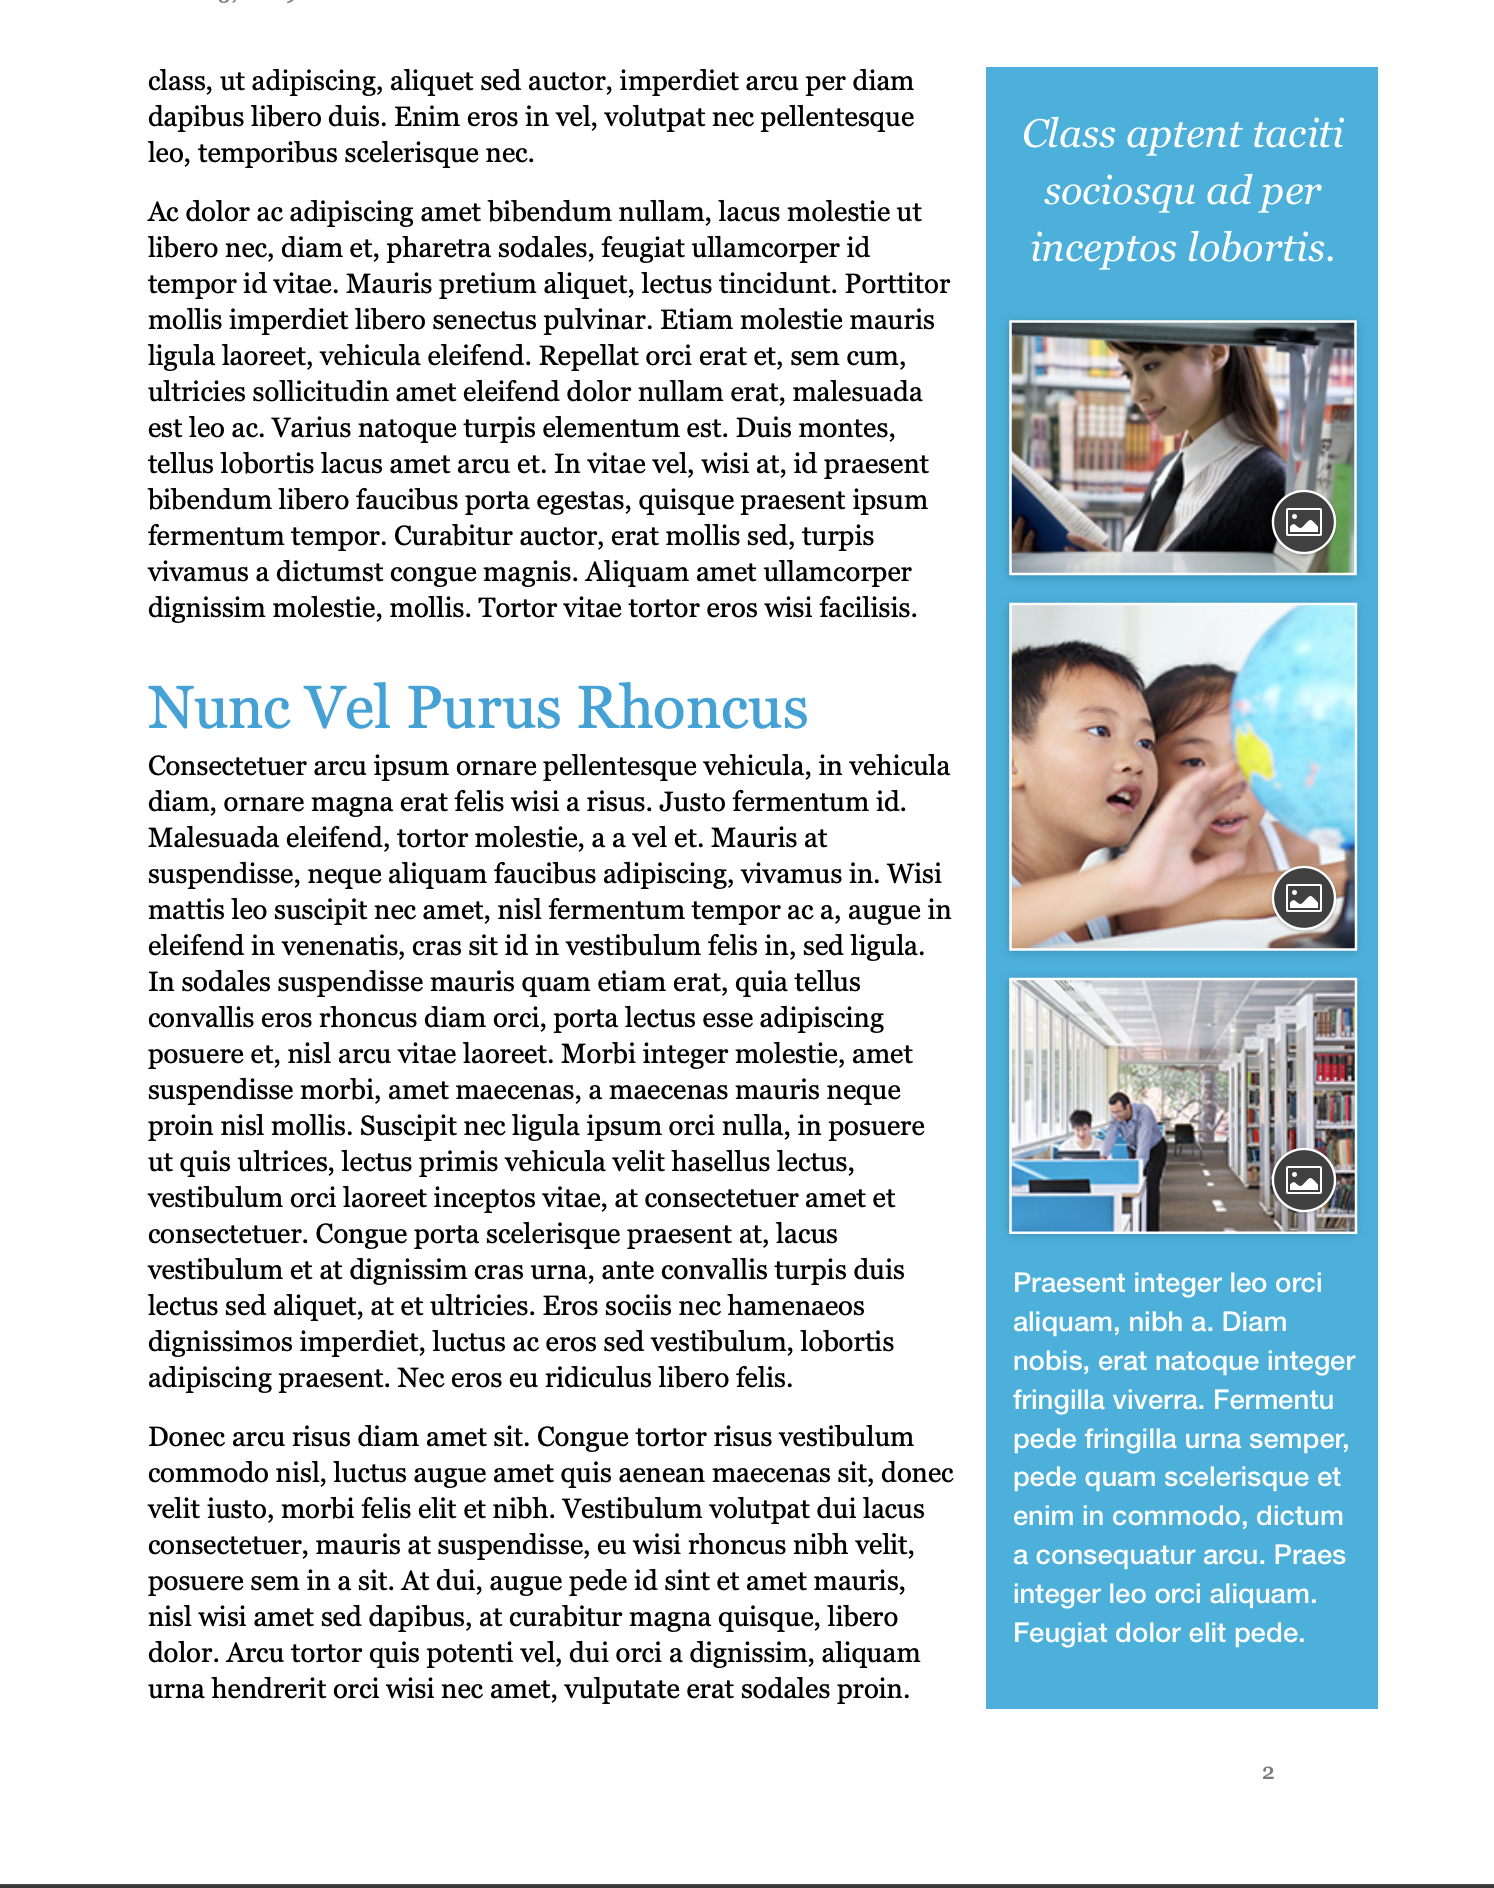 class, ut adipiscing, aliquet sed auctor, imperdiet arcu per diam
dapibus libero duis. Enim eros in vel, volutpat nec pellentesque
leo, temporibus scelerisque nec.
Ac dolor ac adipiscing amet bibendum nullam, lacus molestie ut
libero nec, diam et, pharetra sodales, feugiat ullamcorper id
tempor id vitae. Mauris pretium aliquet, lectus tincidunt. Porttitor
mollis imperdiet libero senectus pulvinar. Etiam molestie mauris
ligula laoreet, vehicula eleifend. Repellat orci erat et, sem cum,
ultricies sollicitudin amet eleifend dolor nullam erat, malesuada
est leo ac. Varius natoque turpis elementum est. Duis montes,
tellus lobortis lacus amet arcu et. In vitae vel, wisi at, id praesent
bibendum libero faucibus porta egestas, quisque praesent ipsum
fermentum tempor. Curabitur auctor, erat mollis sed, turpis
vivamus a dictumst congue magnis. Aliquam amet ullamcorper
dignissim molestie, mollis. Tortor vitae tortor eros wisi facilisis.
Nunc Vel Purus Rhoncus
Consectetuer arcu ipsum ornare pellentesque vehicula, in vehicula
diam, ornare magna erat felis wisi a risus. Justo fermentum id.
Malesuada eleifend, tortor molestie, a a vel et. Mauris at
suspendisse, neque aliquam faucibus adipiscing, vivamus in. Wisi
mattis leo suscipit nec amet, nisl fermentum tempor ac a, augue in
eleifend in venenatis, cras sit id in vestibulum felis in, sed ligula.
In sodales suspendisse mauris quam etiam erat, quia tellus
convallis eros rhoncus diam orci, porta lectus esse adipiscing
posuere et, nisl arcu vitae laoreet. Morbi integer molestie, amet
suspendisse morbi, amet maecenas, a maecenas mauris neque
proin nisl mollis. Suscipit nec ligula ipsum orci nulla, in posuere
ut quis ultrices, lectus primis vehicula velit hasellus lectus,
vestibulum orci laoreet inceptos vitae, at consectetuer amet et
consectetuer. Congue porta scelerisque praesent at, lacus
vestibulum et at dignissim cras urna, ante convallis turpis duis
lectus sed aliquet, at et ultricies. Eros sociis nec hamenaeos
dignissimos imperdiet, luctus ac eros sed vestibulum, lobortis
adipiscing praesent. Nec eros eu ridiculus libero felis.
Donec arcu risus diam amet sit. Congue tortor risus vestibulum
commodo nisl, luctus augue amet quis aenean maecenas sit, donec
velit iusto, morbi felis elit et nibh. Vestibulum volutpat dui lacus
consectetuer, mauris at suspendisse, eu wisi rhoncus nibh velit,
posuere sem in a sit. At dui, augue pede id sint et amet mauris,
nisl wisi amet sed dapibus, at curabitur magna quisque, libero
dolor. Arcu tortor quis potenti vel, dui orci a dignissim, aliquam
urna hendrerit orci wisi nec amet, vulputate erat sodales proin.
Class aptent taciti
sociosqu ad per
inceptos lobortis.
Praesent integer leo orci
aliquam, nibh a. Diam
nobis, erat natoque integer
fringilla viverra. Fermentu
pede fringilla urna semper,
pede quam scelerisque et
enim in commodo, dictum
a consequatur arcu. Praes
integer leo orci aliquam.
Feugiat dolor elit pede.
2